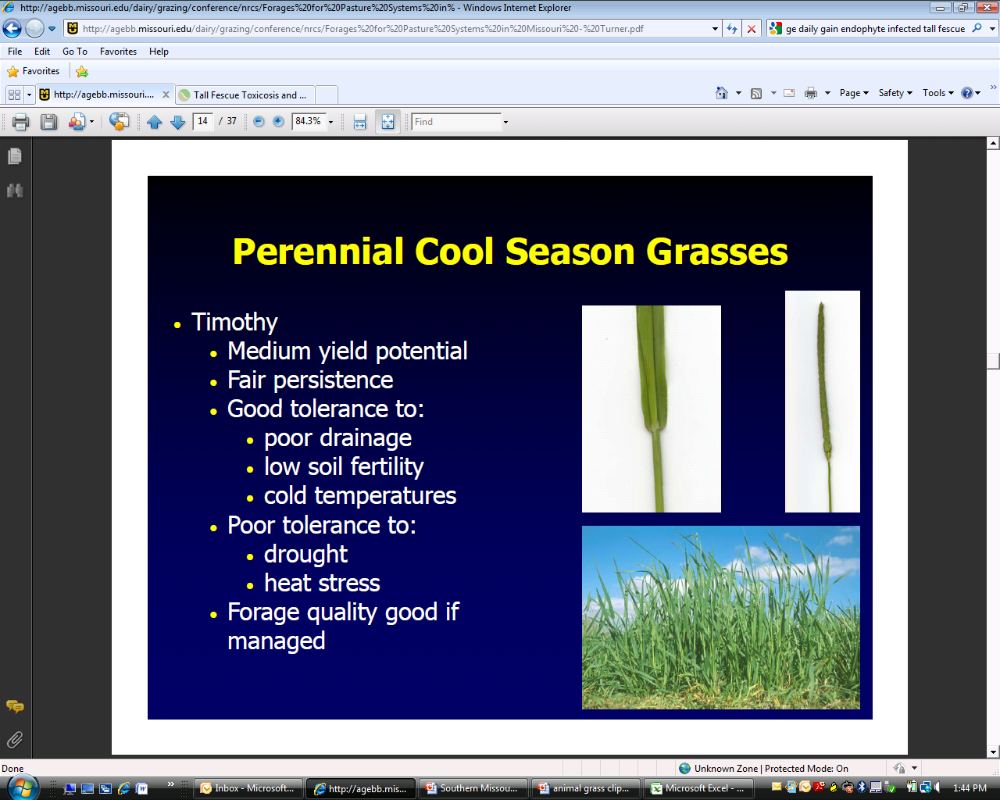 http://agebb.missouri.edu/dairy/grazing/conference/nrcs/Forages%20for%20Pasture%20Systems%20in% - Windows Internet Explorer
http://agebb.missouri.edu/dairy/grazing/conference/nrcs/Forages%20for%20Pasture%20Systems%20in%20Missouri%20-%20Turner.pdf
ge daily gain endophyte infected tall fescue
File Edit Go To Favorites Help
Favorites
http://agebb.missouri.... Tall Fescue Toxicosis and ...
Page Safety Tools
14 / 37 84.3% Find
Perennial Cool Season Grasses
• Timothy
• Medium yield potential
• Fair persistence
• Good tolerance to:
• poor drainage
• low soil fertility
• cold temperatures
• Poor tolerance to:
• drought
• heat stress
• Forage quality good if
managed
Done Unknown Zone | Protected Mode: On
Inbox - Microsoft... http://agebb.mis... Southern Missou... animal grass clip... Microsoft Excel - ... 1:44 PM